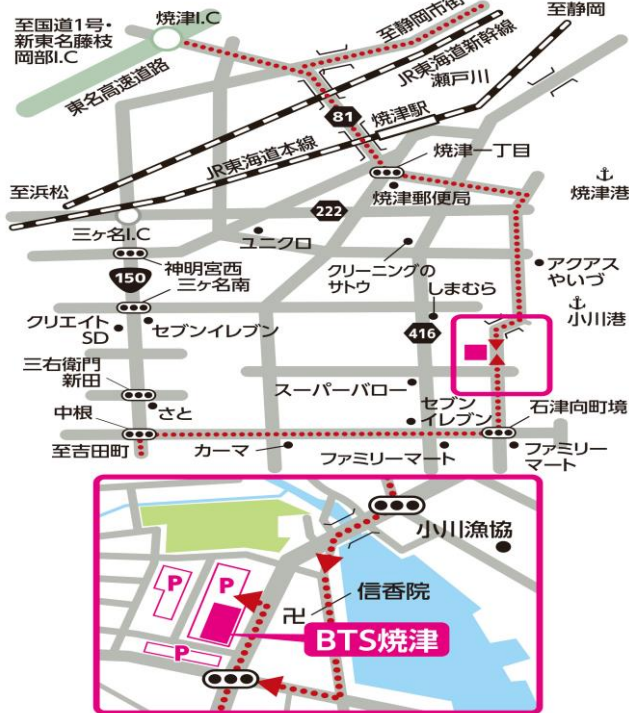 至国道1号・
新東名藤枝
岡部I.C
焼津I.C
至静岡市街
至静岡
東名高速道路
JR東海道新幹線
瀬戸川
81
焼津駅
JR東海道本線
焼津一丁目
至浜松
焼津郵便局
焼津港
222
三ヶ名I.C
ユニクロ
神明宮西
クリーニングの
サトウ
アクアス
やいづ
150
三ヶ名南
しまむら
小川港
クリエイト
SD
セブンイレブン
416
三右衛門
新田
スーパーバロー
さと
セブン
イレブン
中根
石津向町境
至吉田町
カーマ
ファミリーマート
ファミリー
マート
小川漁協
P
P
信香院
卍
BTS焼津
P